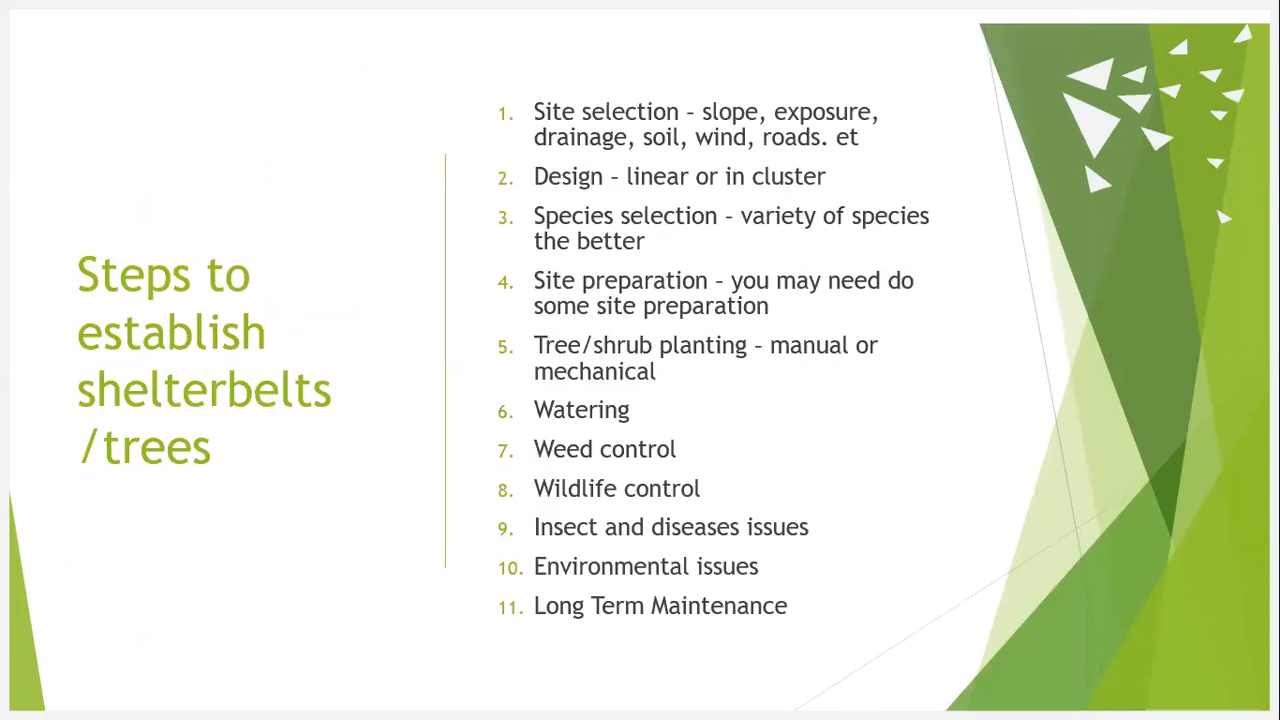 Steps to
establish
shelterbelts
/trees
1. Site selection – slope, exposure,
drainage, soil, wind, roads. et
2. Design – linear or in cluster
3. Species selection – variety of species
the better
4. Site preparation – you may need do
some site preparation
5. Tree/shrub planting – manual or
mechanical
6. Watering
7. Weed control
8. Wildlife control
9. Insect and diseases issues
10. Environmental issues
11. Long Term Maintenance